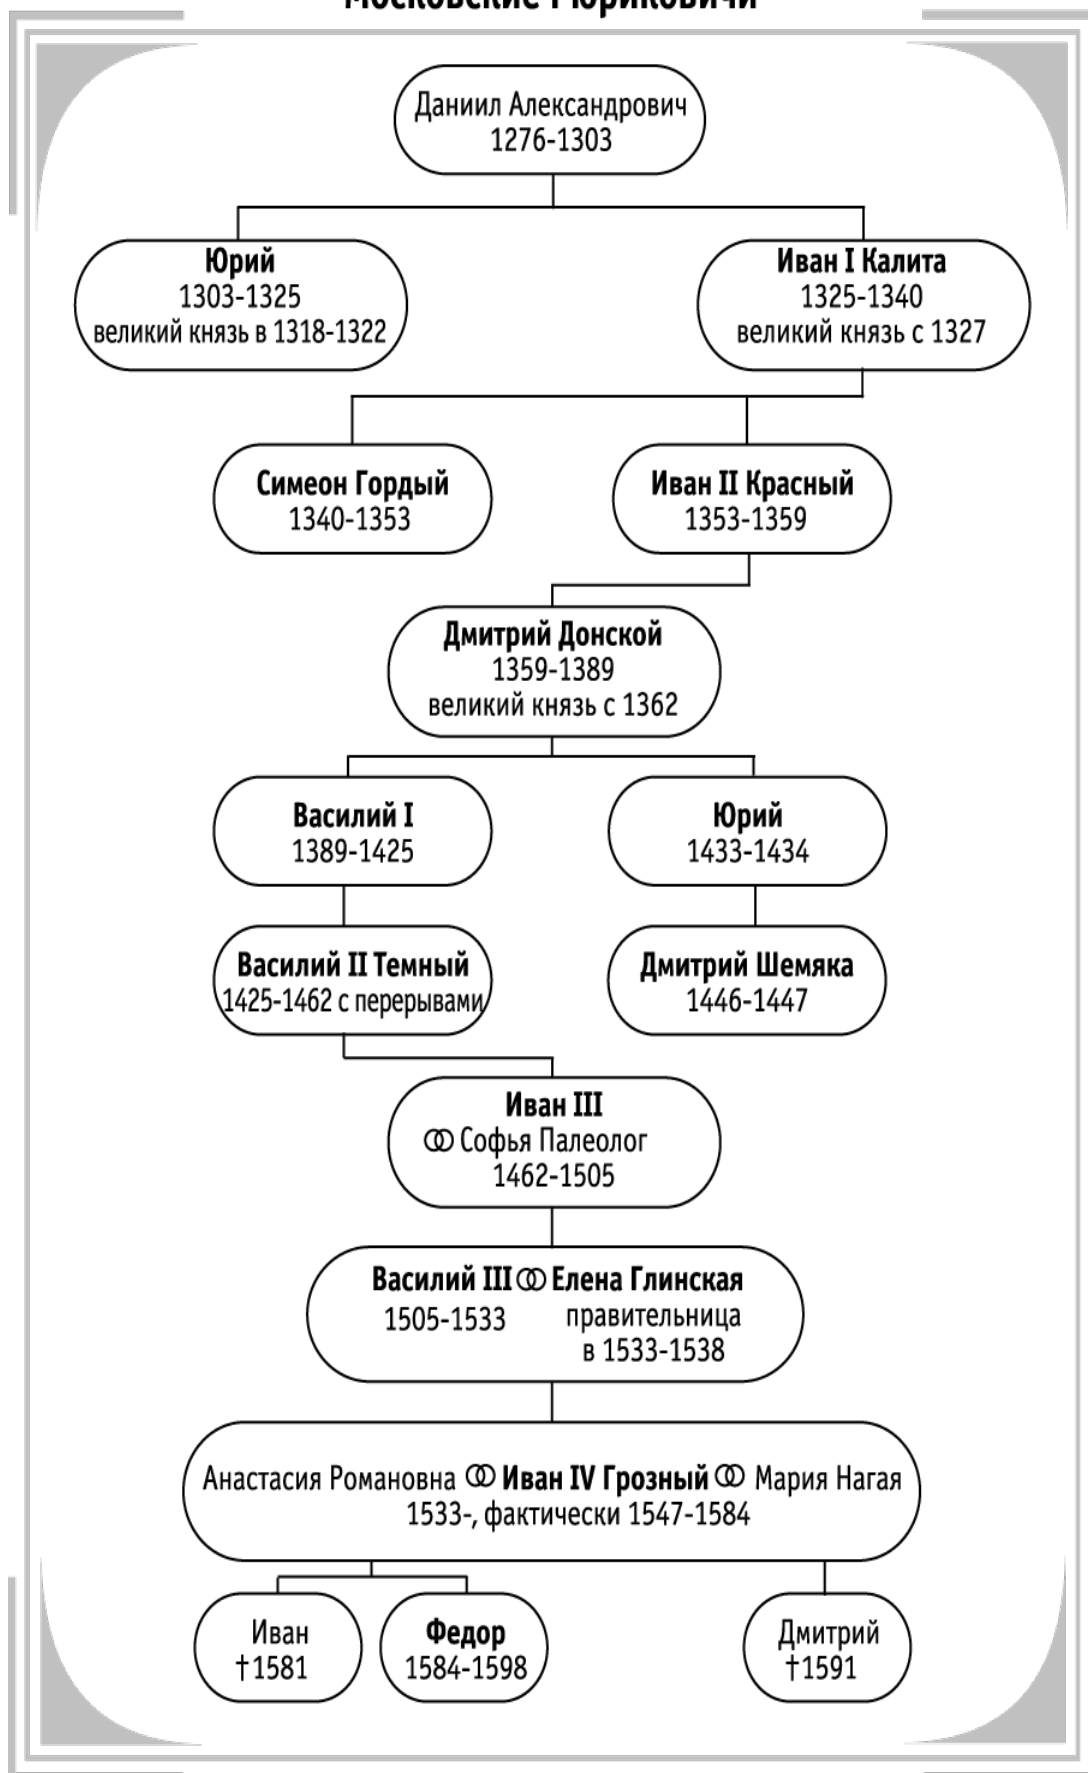 Московские Рюриковичи
Даниил Александрович
1276-1303
Юрий
1303-1325
великий князь в 1318-1322
Иван I Калита
1325-1340
великий князь с 1327
Симеон Гордый
1340-1353
Иван II Красный
1353-1359
Дмитрий Донской
1359-1389
великий князь с 1362
Василий I
1389-1425
Юрий
1433-1434
Василий II Темный
1425-1462 с перерывами
Дмитрий Шемяка
1446-1447
Иван III
Софья Палеолог
1462-1505
Василий III Елена Глинская
1505-1533 правительница
в 1533-1538
Анастасия Романовна Иван IV Грозный Мария Нагая
1533-, фактически 1547-1584
Иван
†1581
Федор
1584-1598
Дмитрий
†1591